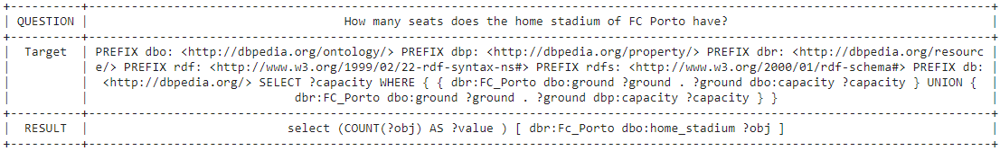 QUESTION | How many seats does the home stadium of FC Porto have?
Target | PREFIX dbo: <http://dbpedia.org/ontology/> PREFIX dbp: <http://dbpedia.org/property/> PREFIX dbr: <http://dbpedia.org/resourc
e/> PREFIX rdf: <http://www.w3.org/1999/02/22-rdf-syntax-ns#> PREFIX rdfs: <http://www.w3.org/2000/01/rdf-schema#> PREFIX db:
<http://dbpedia.org/> SELECT ?capacity WHERE { { dbr:FC_Porto dbo:ground ?ground . ?ground dbo:capacity ?capacity } UNION {
dbr:FC_Porto dbo:ground ?ground . ?ground dbp:capacity ?capacity } }
RESULT | select (COUNT(?obj) AS ?value ) [ dbr:Fc_Porto dbo:home_stadium ?obj ]